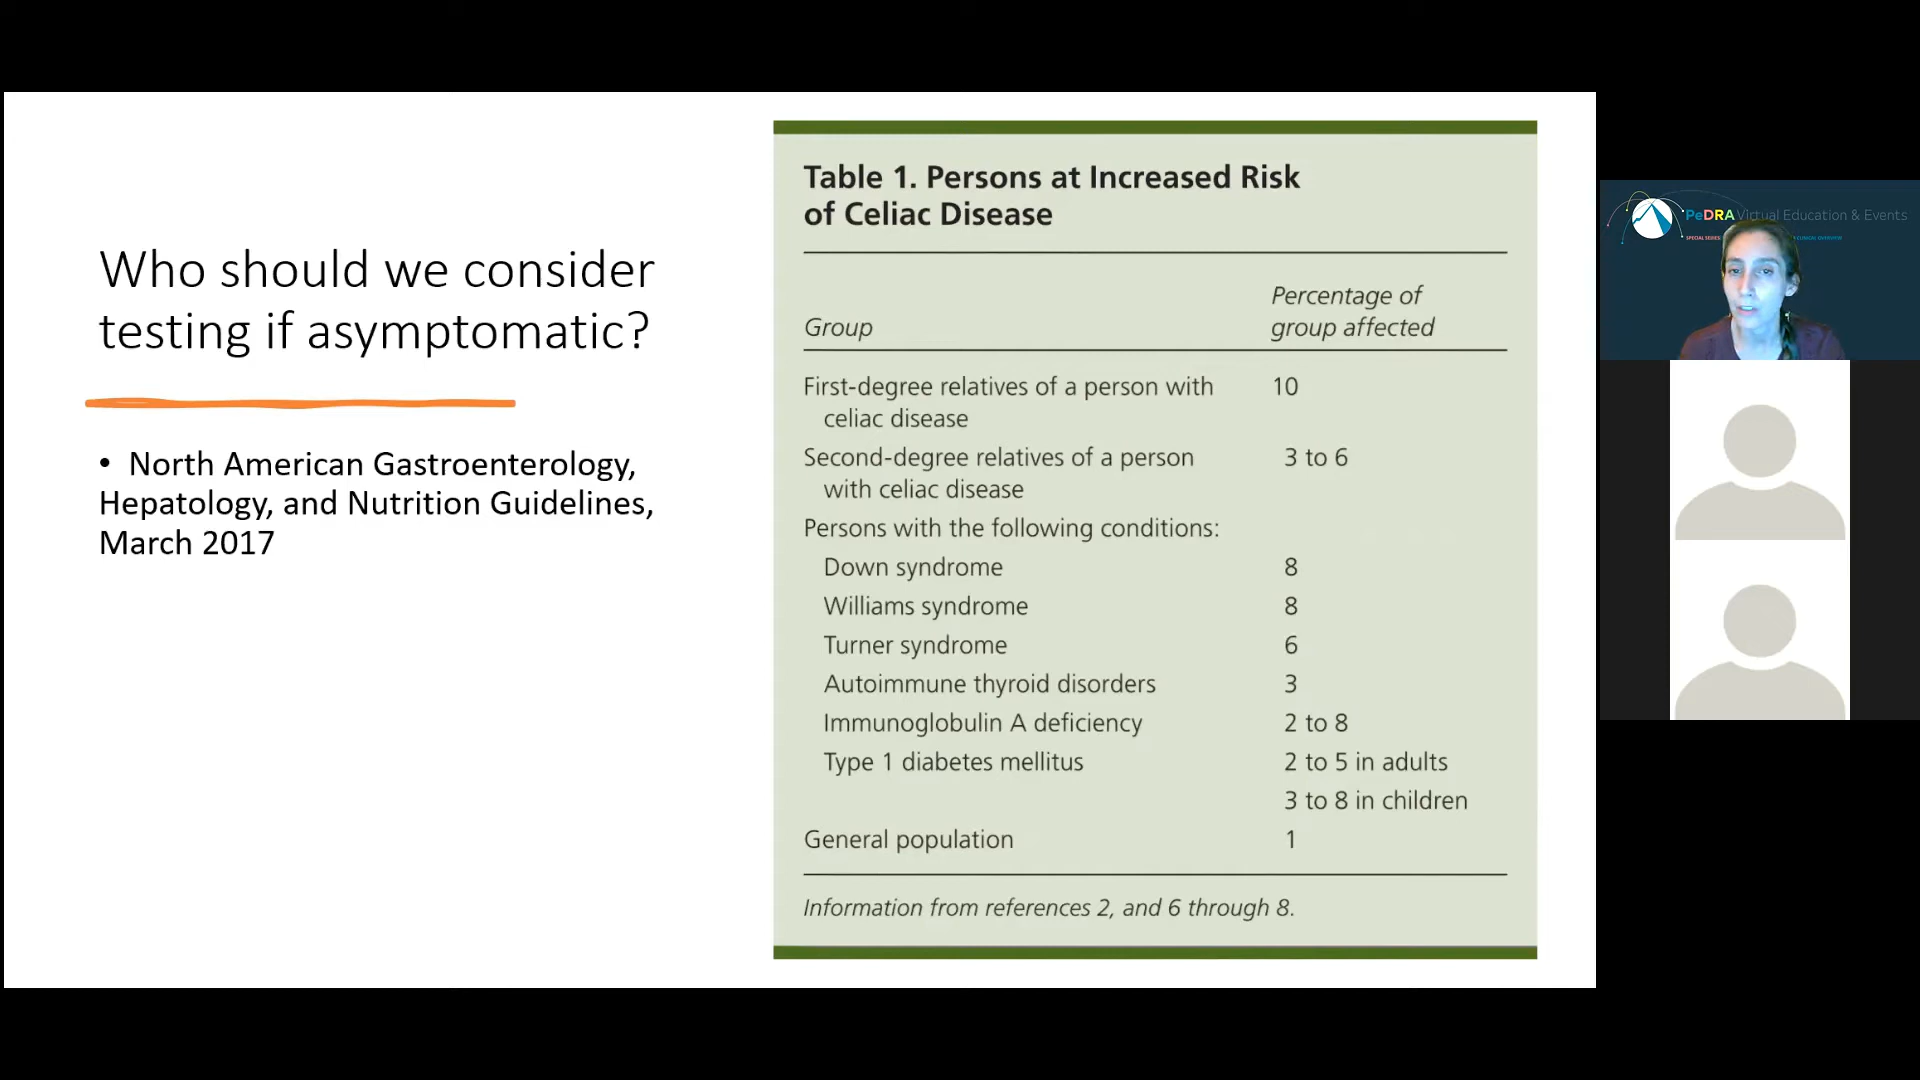 Who should we consider
testing if asymptomatic?
• North American Gastroenterology,
Hepatology, and Nutrition Guidelines,
March 2017
Table 1. Persons at Increased Risk
of Celiac Disease
Group
Percentage of
group affected
First-degree relatives of a person with
celiac disease
10
Second-degree relatives of a person
with celiac disease
3 to 6
Persons with the following conditions:
Down syndrome 8
Williams syndrome 8
Turner syndrome 6
Autoimmune thyroid disorders 3
Immunoglobulin A deficiency 2 to 8
Type 1 diabetes mellitus 2 to 5 in adults
3 to 8 in children
General population 1
Information from references 2, and 6 through 8.
PeDRA Virtual Education & Events
SPECIAL SERIES:
CLINICAL OVERVIEW